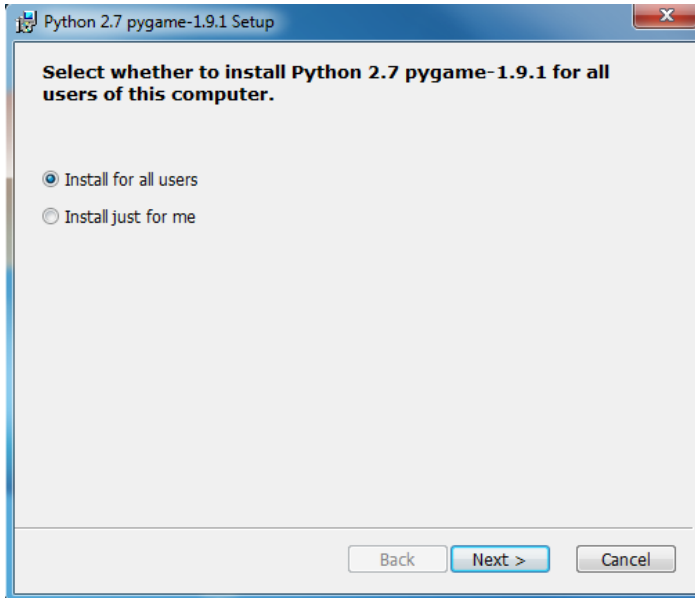 Python 2.7 pygame-1.9.1 Setup
Select whether to install Python 2.7 pygame-1.9.1 for all
users of this computer.
Install for all users
Install just for me
Back Next > Cancel